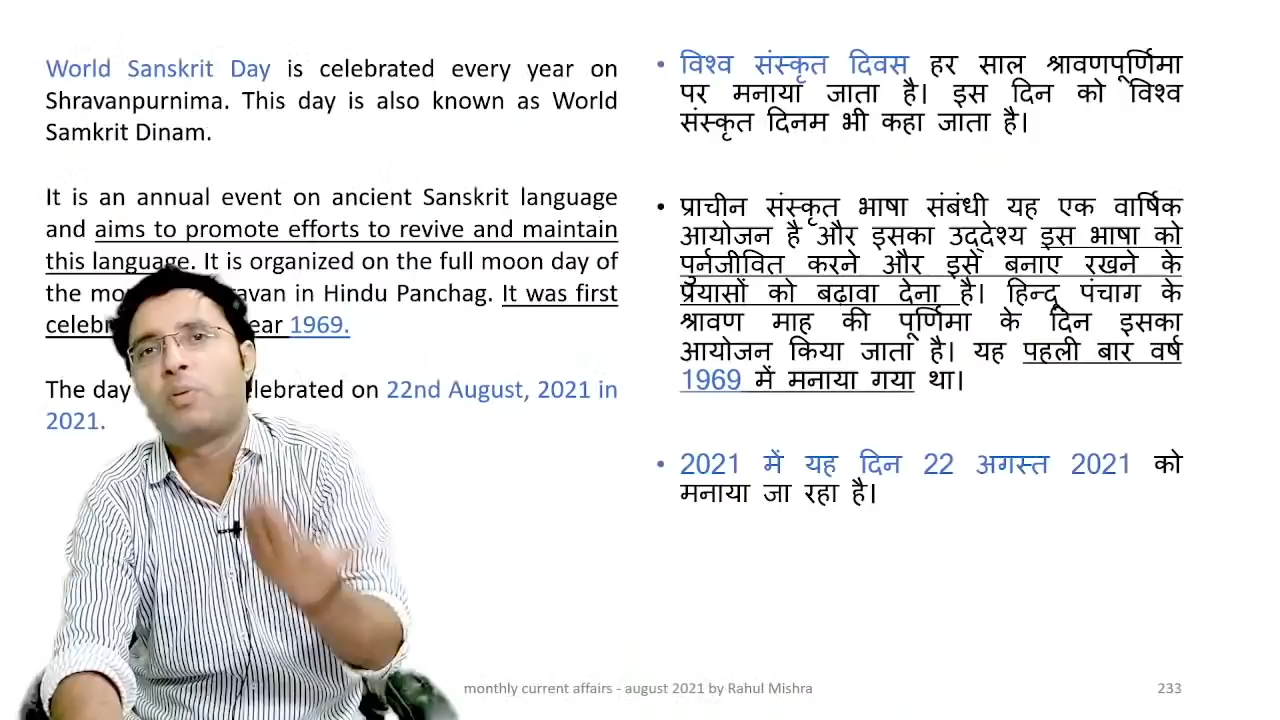 World Sanskrit Day is celebrated every year on
Shravanpurnima. This day is also known as World
Samkrit Dinam.
It is an annual event on ancient Sanskrit language
and aims to promote efforts to revive and maintain
this language. It is organized on the full moon day of
the in Hindu Panchag. It was first
1969.
The day on 22nd August, 2021 in
2021.
• विश्व संस्कृत दिवस हर साल श्रावणपूर्णिमा
पर मनाया जाता है। इस दिन को विश्व
संस्कृत दिनम भी कहा जाता है।
• प्राचीन संस्कृत भाषा संबंधी यह एक वार्षिक
आयोजन है और इसका उद्देश्य इस भाषा को
पुर्नजीवित करने और इसे बनाए रखने के
प्रयासों को बढ़ावा देना है। हिन्दू पंचाग के
श्रावण माह की पूर्णिमा के दिन इसका
आयोजन किया जाता है। यह पहली बार वर्ष
1969 में मनाया गया था।
• 2021 में यह दिन 22 अगस्त 2021 को
मनाया जा रहा है।
monthly current affairs - august 2021 by Rahul Mishra
233